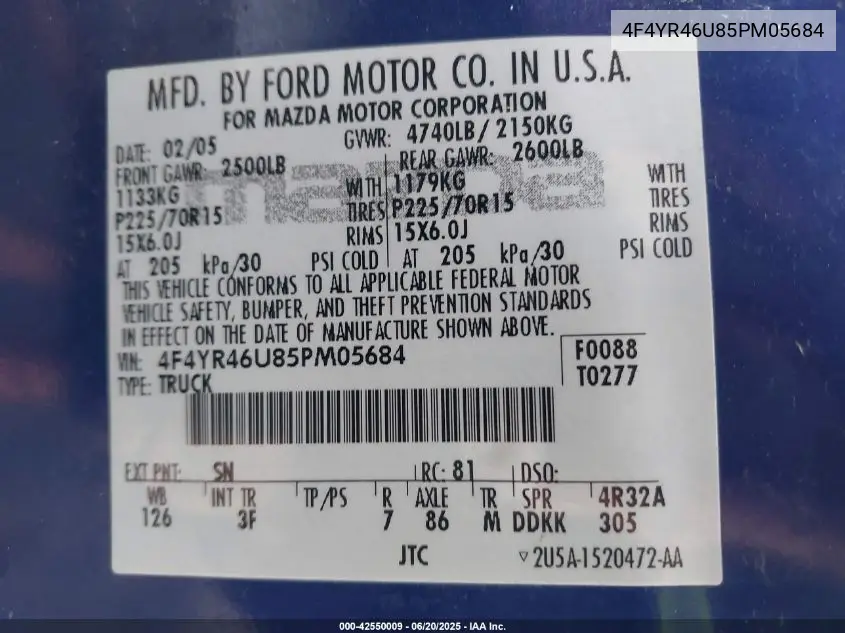 4F4YR46U85PM05684
MFD. BY FORD MOTOR CO. IN U.S.A.
FOR MAZDA MOTOR CORPORATION
DATE: 02/05 GVWR: 4740LB/ 2150KG
FRONT GAWR: 2500LB REAR GAWR: 2600LB
1133KG WITH 1179KG WITH
P225/70R15 TIRES P225/70R15 TIRES
15X6.0J RIMS 15X6.0J RIMS
AT 205 kPa/30 PSI COLD AT 205 kPa/30 PSI COLD
THIS VEHICLE CONFORMS TO ALL APPLICABLE FEDERAL MOTOR
VEHICLE SAFETY, BUMPER, AND THEFT PREVENTION STANDARDS
IN EFFECT ON THE DATE OF MANUFACTURE SHOWN ABOVE.
VIN: 4F4YR46U85PM05684 F0088
TYPE: TRUCK T0277
EXT PNT: SN RC: 81 DSO:
WB INT TR TP/PS R AXLE TR SPR 4R32A
126 3F 7 86 M DDKK 305
JTC ▽2U5A-1520472-AA
000-42550009 - 06/20/2025 - IAA Inc.